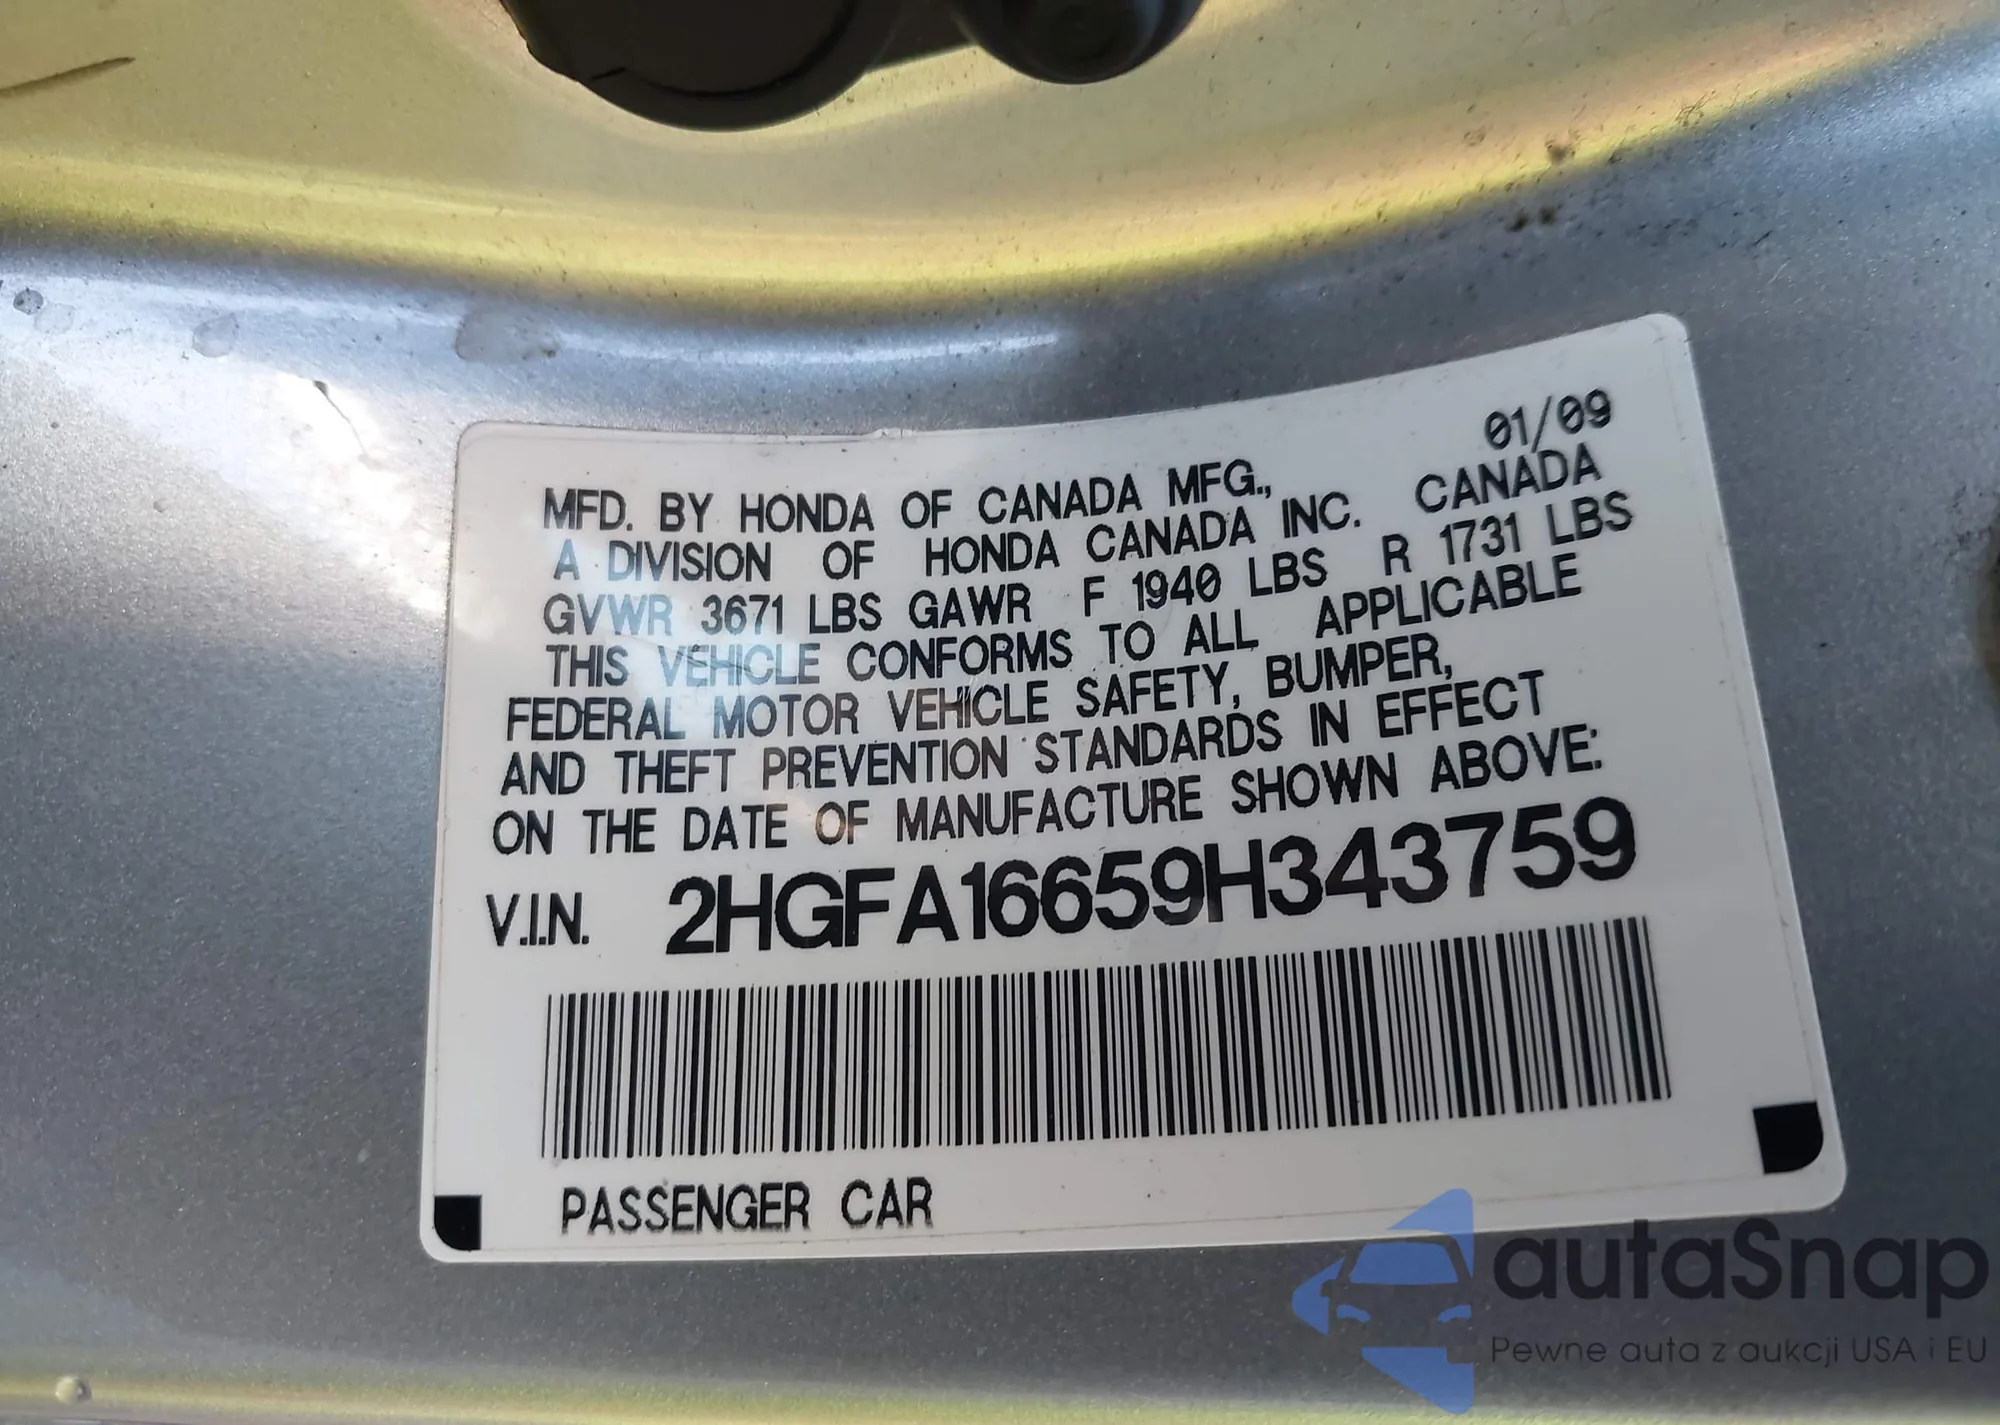 01/09
MFD. BY HONDA OF CANADA MFG.,
A DIVISION OF HONDA CANADA INC. CANADA
GVWR 3671 LBS GAWR F 1940 LBS R 1731 LBS
THIS VEHICLE CONFORMS TO ALL APPLICABLE
FEDERAL MOTOR VEHICLE SAFETY, BUMPER,
AND THEFT PREVENTION STANDARDS IN EFFECT
ON THE DATE OF MANUFACTURE SHOWN ABOVE:
V.I.N. 2HGFA16659H343759
PASSENGER CAR
autaSnap
Pewne auta z aukcji USA i EU